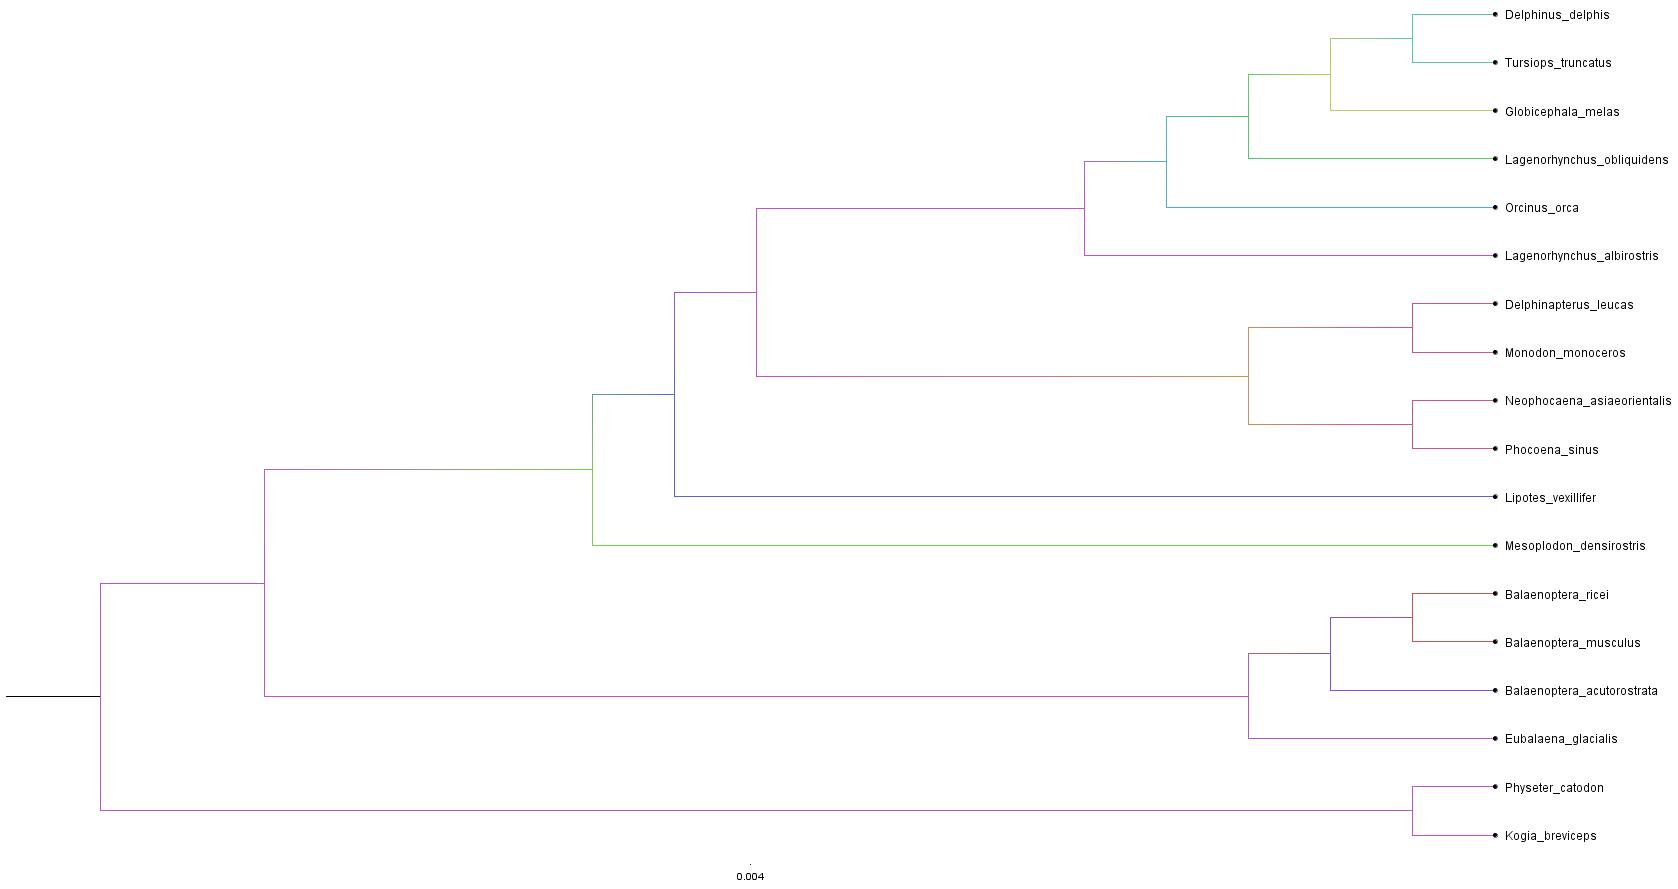 Delphinus_delphis
Tursiops_truncatus
Globicephala_melas
Lagenorhynchus_obliquidens
Orcinus_orca
Lagenorhynchus_albirostris
Delphinapterus_leucas
Monodon_monoceros
Neophocaena_asiaeorientalis
Phocoena_sinus
Lipotes_vexillifer
Mesoplodon_densirostris
Balaenoptera_ricei
Balaenoptera_musculus
Balaenoptera_acutorostrata
Eubalaena_glacialis
Physeter_catodon
Kogia_breviceps
0.004